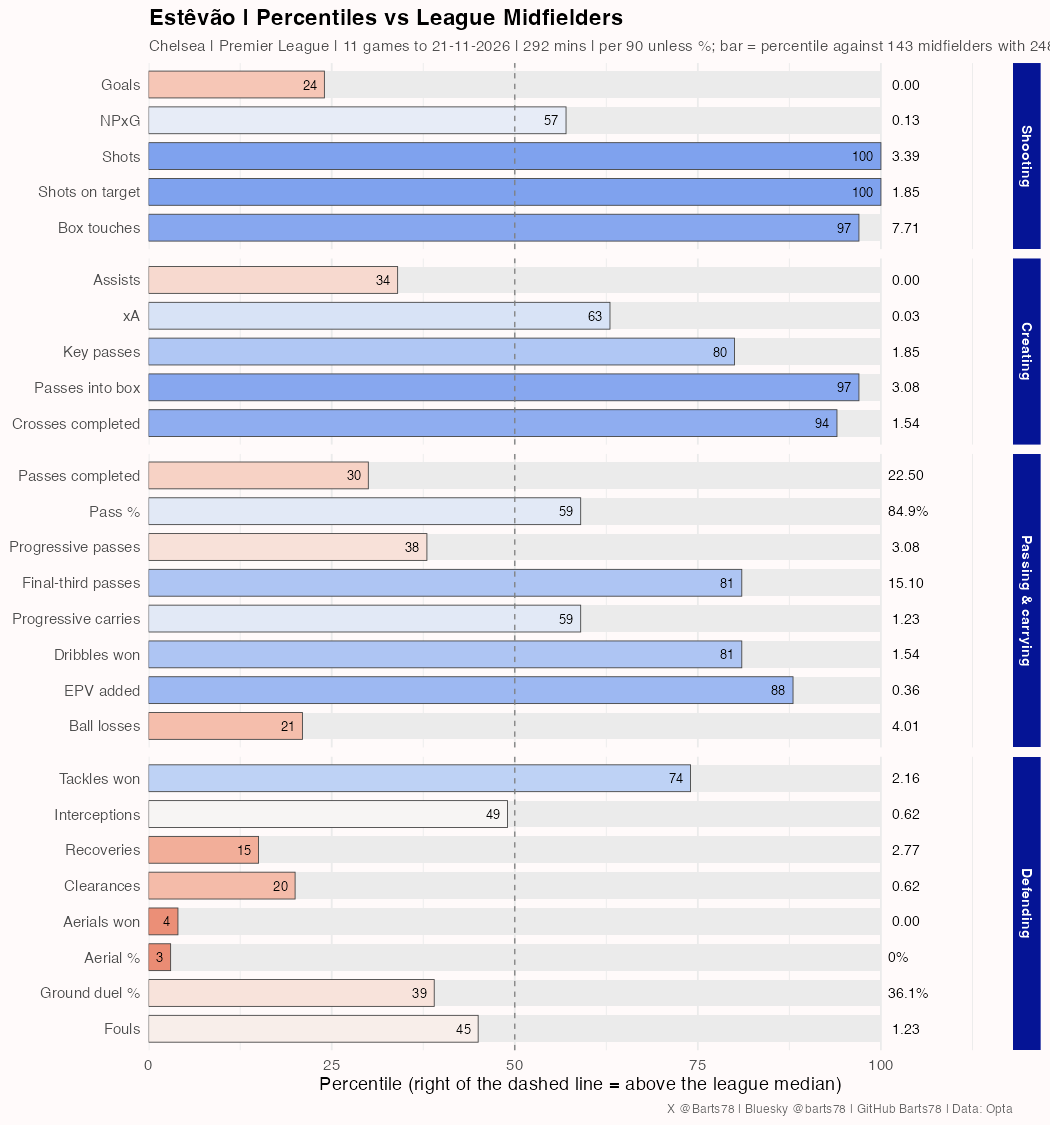 Estêvão | Percentiles vs League Midfielders
Chelsea | Premier League | 11 games to 21-11-2026 | 292 mins | per 90 unless %; bar = percentile against 143 midfielders with 248
Goals 24 0.00
NPxG 57 0.13
Shots 100 3.39
Shots on target 100 1.85
Box touches 97 7.71
Shooting
Assists 34 0.00
xA 63 0.03
Key passes 80 1.85
Passes into box 97 3.08
Crosses completed 94 1.54
Creating
Passes completed 30 22.50
Pass % 59 84.9%
Progressive passes 38 3.08
Final-third passes 81 15.10
Progressive carries 59 1.23
Dribbles won 81 1.54
EPV added 88 0.36
Ball losses 21 4.01
Passing & carrying
Tackles won 74 2.16
Interceptions 49 0.62
Recoveries 15 2.77
Clearances 20 0.62
Aerials won 4 0.00
Aerial % 3 0%
Ground duel % 39 36.1%
Fouls 45 1.23
Defending
0 25 50 75 100
Percentile (right of the dashed line = above the league median)
X @Barts78 | Bluesky @barts78 | GitHub Barts78 | Data: Opta